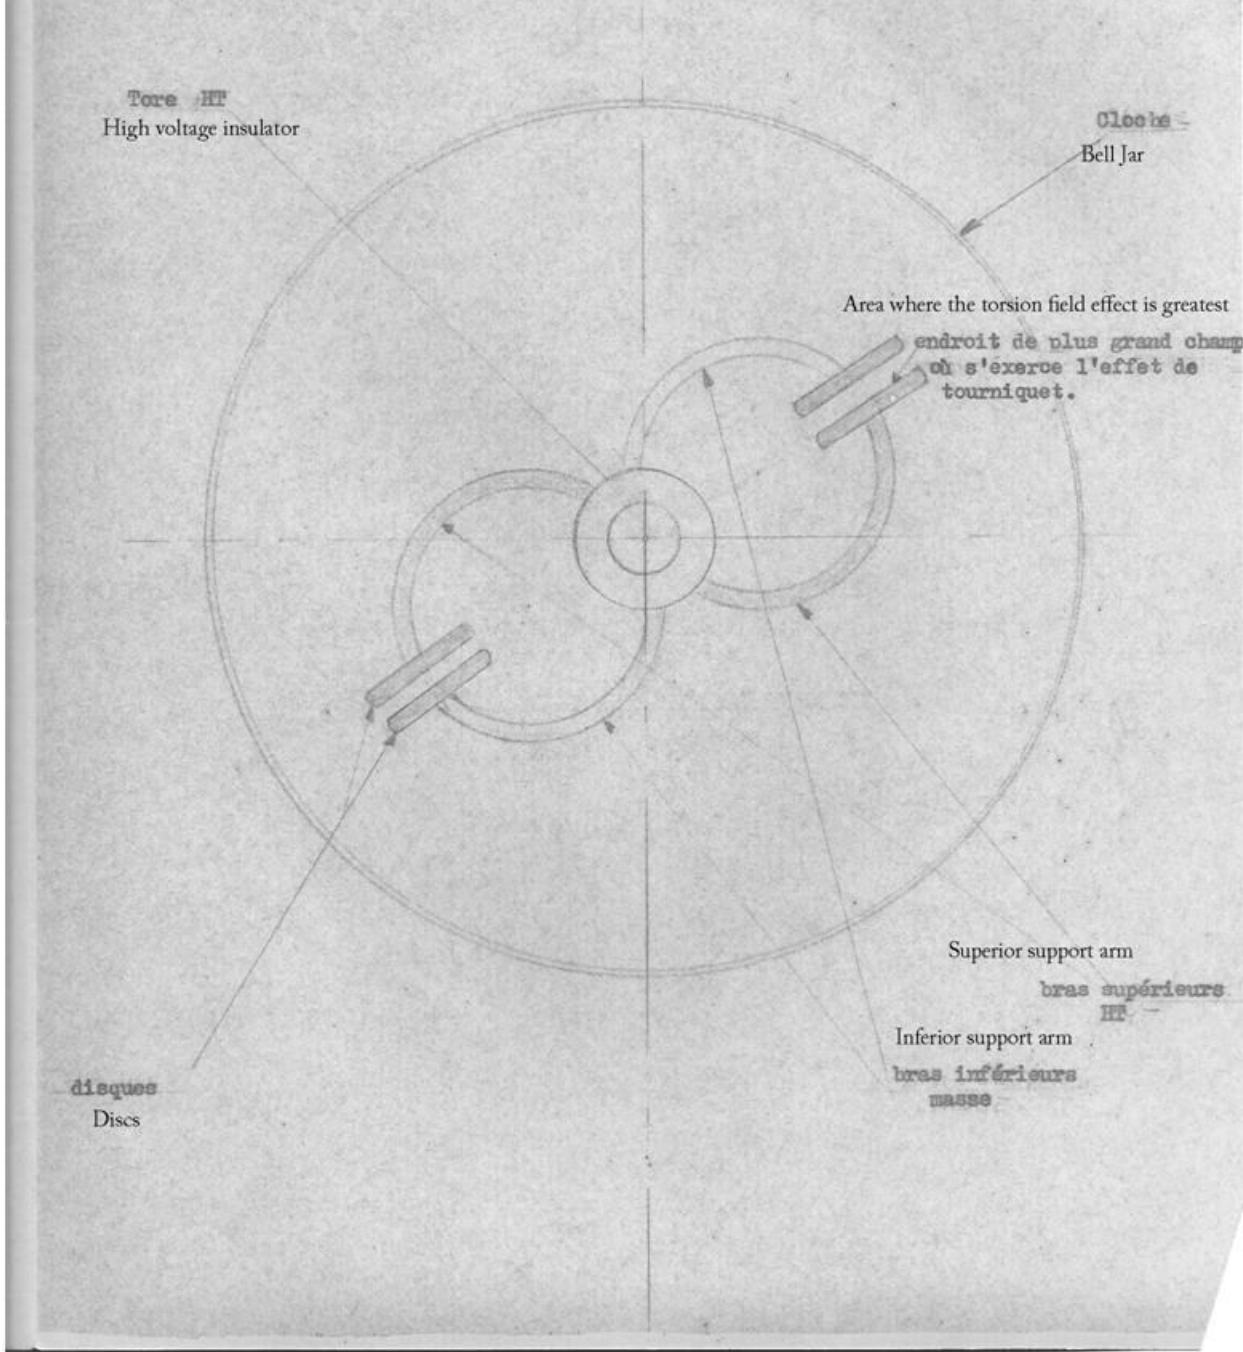 Tore HT
High voltage insulator
Cloche
Bell Jar
Area where the torsion field effect is greatest
endroit de plus grand champ
où s'exerce l'effet de
tourniquet.
Superior support arm
bras supérieurs
HT
Inferior support arm
bras inférieurs
masse
disques
Discs